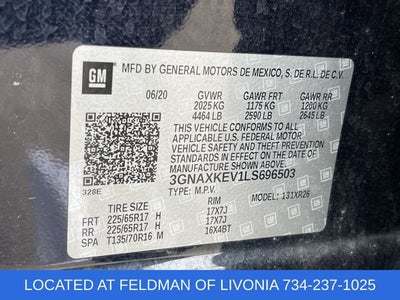 GM
MFD BY GENERAL MOTORS DE MEXICO, S. DE R.L. DE C.V.
06/20 GVWR GAWR FRT GAWR RR
2025 KG 1175 KG 1200 KG
4464 LB 2590 LB 2645 LB
THIS VEHICLE CONFORMS TO ALL
APPLICABLE U.S. FEDERAL MOTOR
VEHICLE SAFETY AND THEFT
PREVENTION STANDARDS IN
EFFECT ON THE DATE OF
MANUFACTURE SHOWN ABOVE.
328E 3GNAXKEV1LS696503
TYPE: M.P.V. MODEL: 131XR26
TIRE SIZE RIM
FRT 225/65R17 H 17X7J
RR 225/65R17 H 17X7J
SPA T135/70R16 M 16X4BT
LOCATED AT FELDMAN OF LIVONIA 734-237-1025